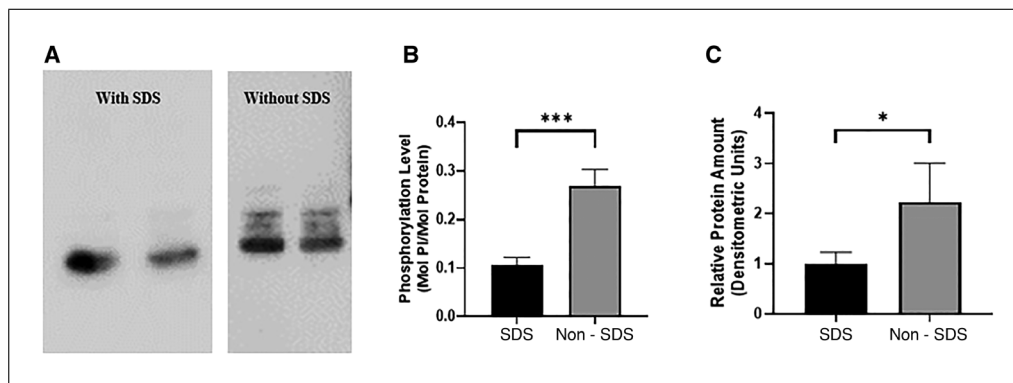 A
With SDS
Without SDS
B
Phosphorylation Level
(Mol PI/Mol Protein)
0.4
0.3
0.2
0.1
0.0
***
SDS
Non - SDS
C
Relative Protein Amount
(Densitometric Units)
4
3
2
1
0
*
SDS
Non - SDS